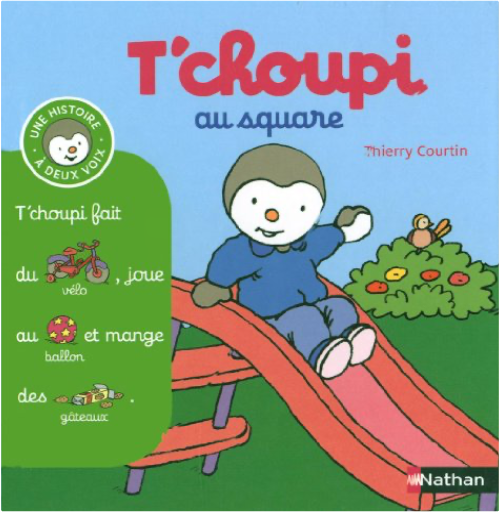 T'choupi
au square
Thierry Courtin
UNE HISTOIRE
À DEUX VOIX
T'choupi fait
du , joue
vélo
au et mange
ballon
des .
gâteaux
Nathan